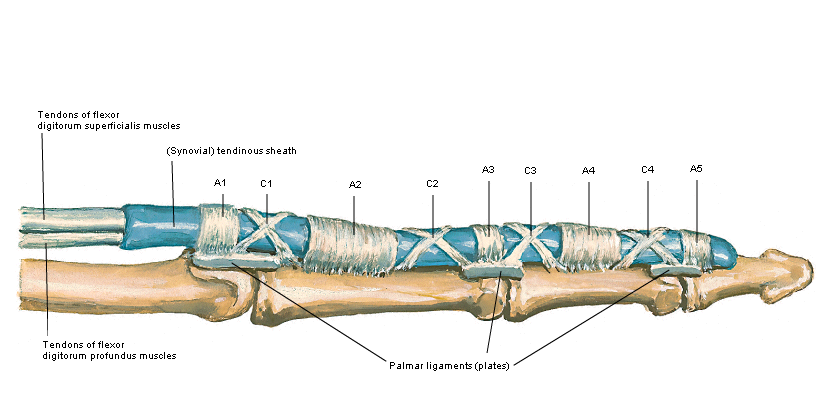 Tendons of flexor
digitorum superficialis muscles
(Synovial) tendinous sheath
A1
C1
A2
C2
A3
C3
A4
C4
A5
Tendons of flexor
digitorum profundus muscles
Palmar ligaments (plates)